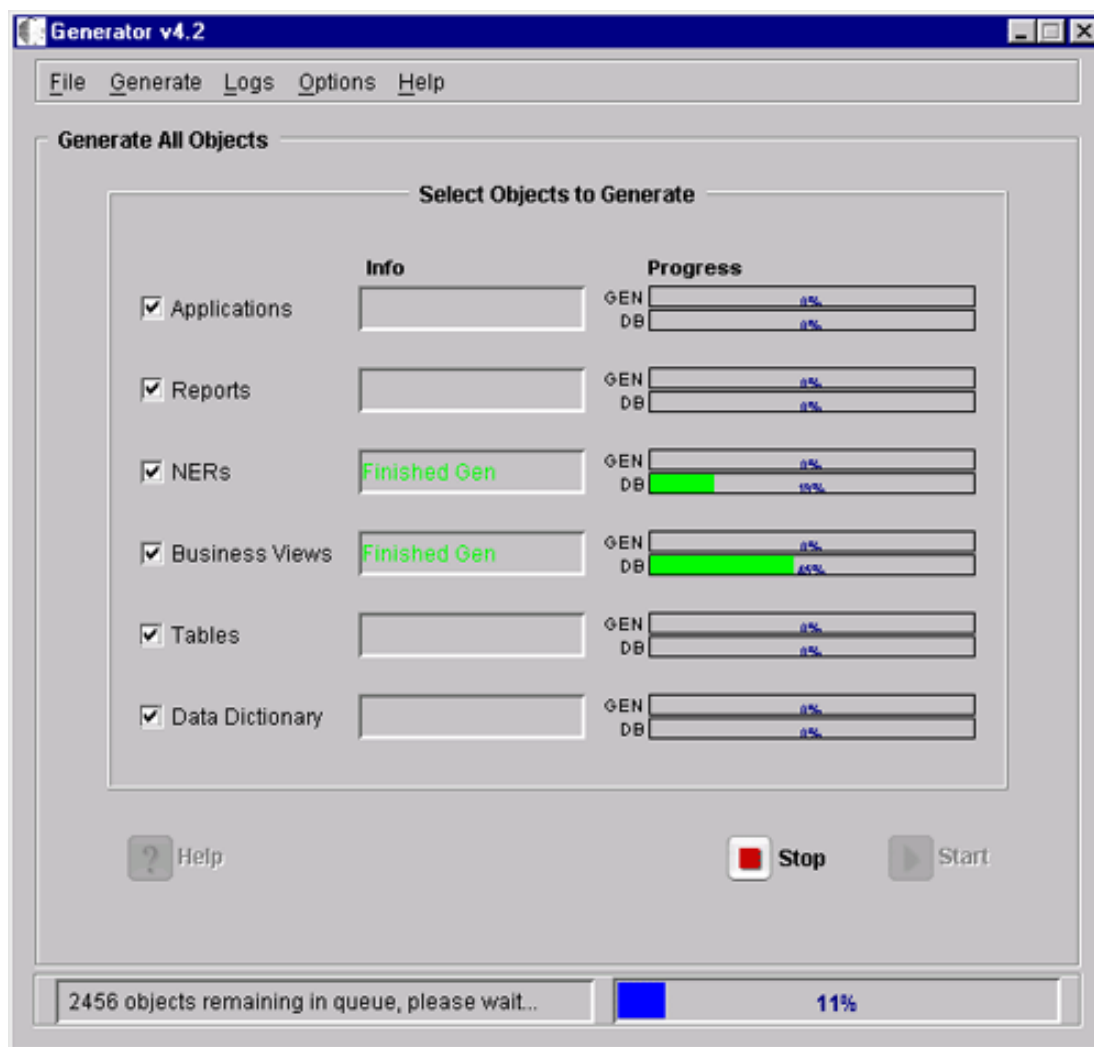 Generator v4.2
File Generate Logs Options Help
Generate All Objects
Select Objects to Generate
Info Progress
Applications GEN 0%
DB 0%
Reports GEN 0%
DB 0%
NERs Finished Gen GEN 0%
DB 19%
Business Views Finished Gen GEN 0%
DB
Tables GEN 0%
DB 0%
Data Dictionary GEN 0%
DB 0%
? Help Stop Start
2456 objects remaining in queue, please wait... 11%